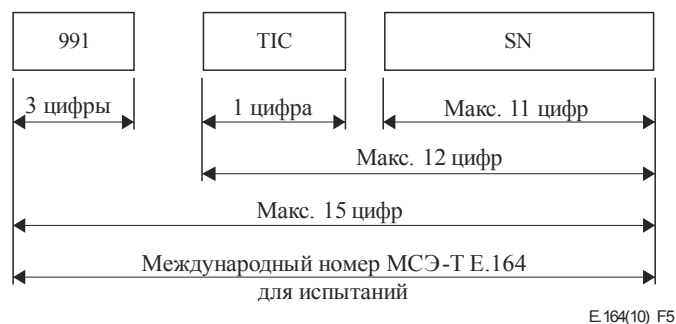 991 TIC SN
3 цифры 1 цифра Макс. 11 цифр
Макс. 12 цифр
Макс. 15 цифр
Международный номер МСЭ-Т E.164
для испытаний
E.164(10) F5